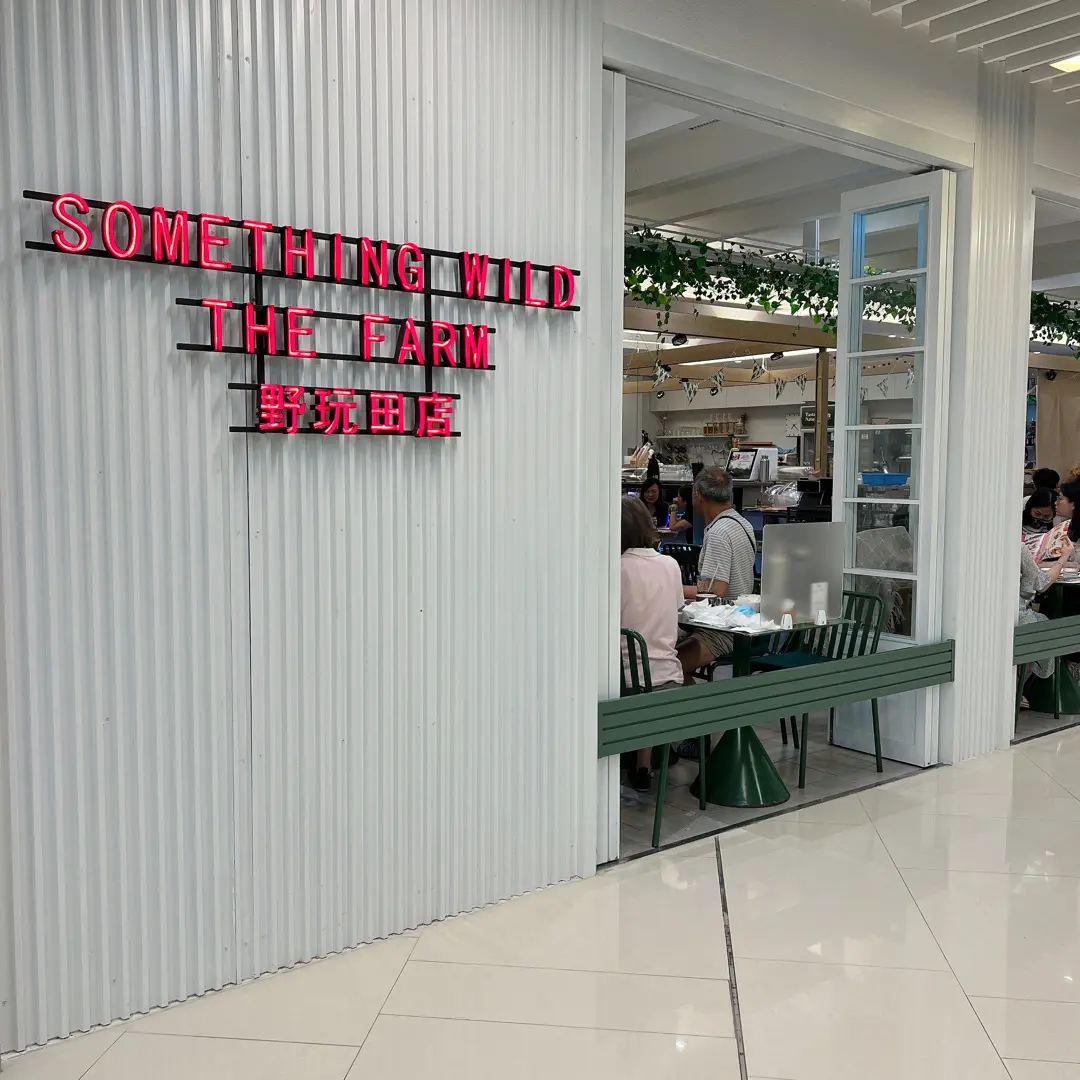 SOMETHING WILD
THE FARM
野玩田店